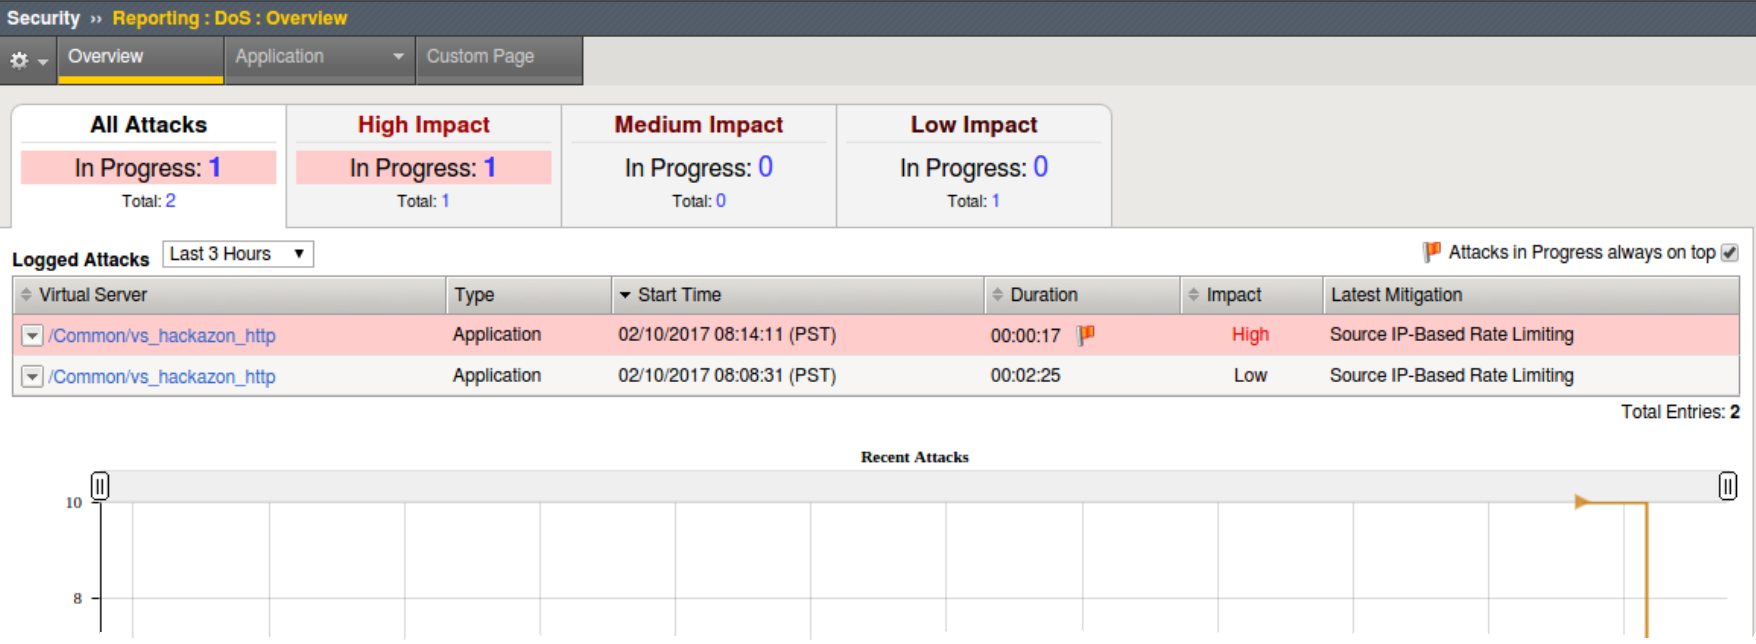 Security ›› Reporting : DoS : Overview
Overview Application Custom Page
All Attacks High Impact Medium Impact Low Impact
In Progress: 1 In Progress: 1 In Progress: 0 In Progress: 0
Total: 2 Total: 1 Total: 0 Total: 1
Logged Attacks Last 3 Hours Attacks in Progress always on top
Virtual Server Type Start Time Duration Impact Latest Mitigation
/Common/vs_hackazon_http Application 02/10/2017 08:14:11 (PST) 00:00:17 High Source IP-Based Rate Limiting
/Common/vs_hackazon_http Application 02/10/2017 08:08:31 (PST) 00:02:25 Low Source IP-Based Rate Limiting
Total Entries: 2
Recent Attacks
10
8